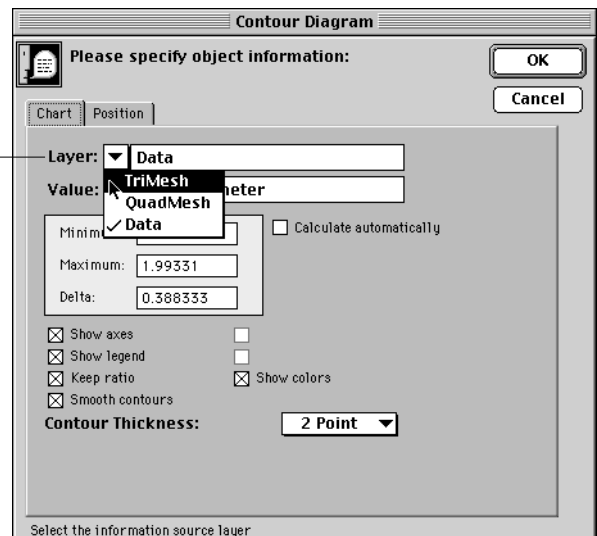 Contour Diagram
Please specify object information:
OK
Cancel
Chart
Position
Layer: Data
TriMesh
QuadMesh
Data
Value: eter
Calculate automatically
Maximum: 1.99331
Delta: 0.388333
Show axes
Show legend
Keep ratio
Show colors
Smooth contours
Contour Thickness: 2 Point
Select the information source layer